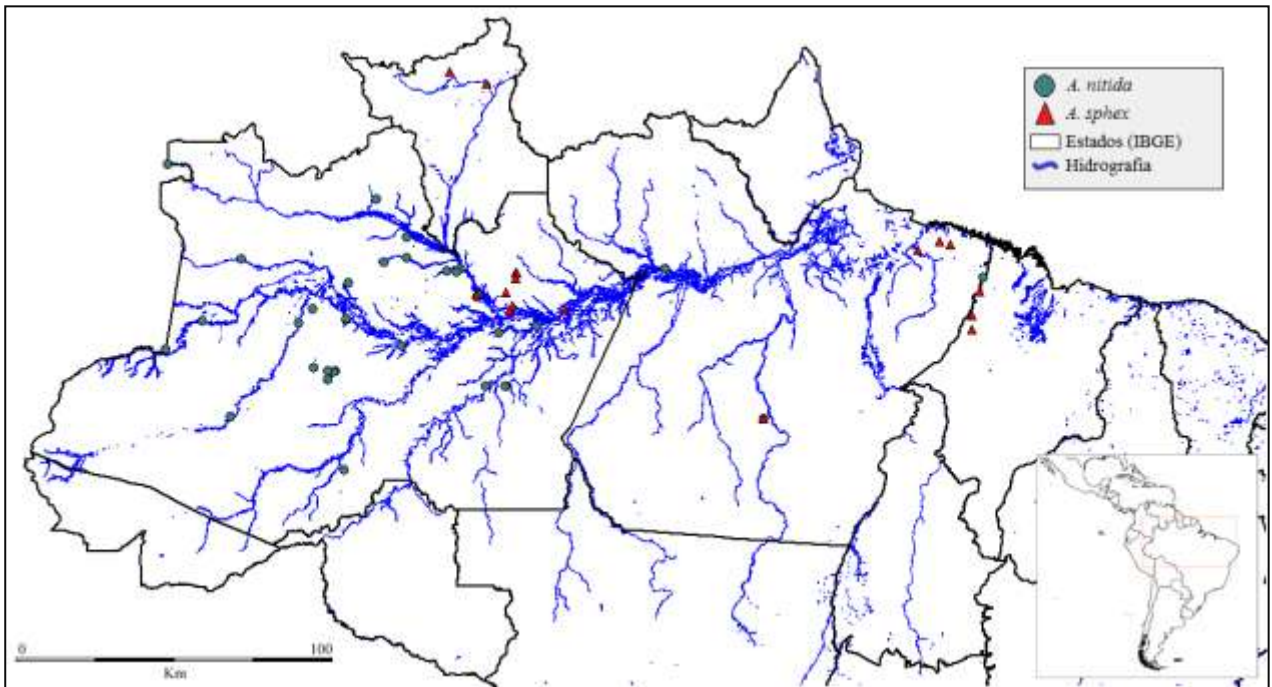 A. nitida
A. sphex
Estados (IBGE)
Hidrografia
0 100
Km